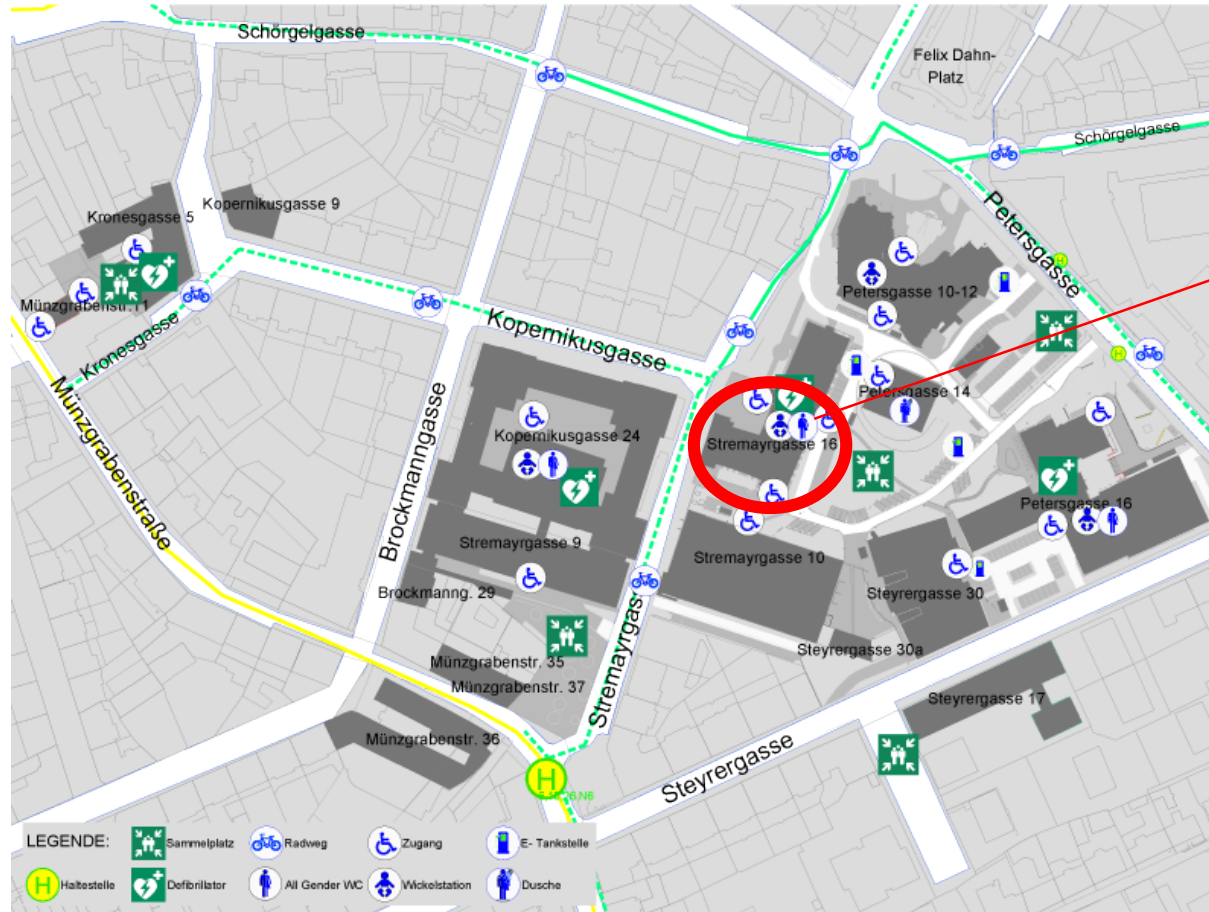 Schörgelgasse
Felix Dahn-
Platz
Schörgelgasse
Kopernikusgasse 9
Kronesgasse 5
Petersgasse
Münzgrabenstr.11
Petersgasse 10-12
Kronesgasse
Kopernikusgasse
H
H
Münzgrabenstraße
Brockmanngasse
Petersgasse 14
Kopernikusgasse 24
Stremayrgasse 16
Petersgasse 16
Stremayrgasse 9
Stremayrgasse 10
Brockmanng. 29
Steyrergasse 30
Stremayrgasse
Steyrergasse 30a
Münzgrabenstr. 35
Münzgrabenstr. 37
Steyrergasse 17
Münzgrabenstr. 36
Steyrergasse
H
LEGENDE:
Sammelplatz
Radweg
Zugang
E- Tankstelle
H
Haltestelle
Defibrillator
All Gender WC
Wickelstation
Dusche